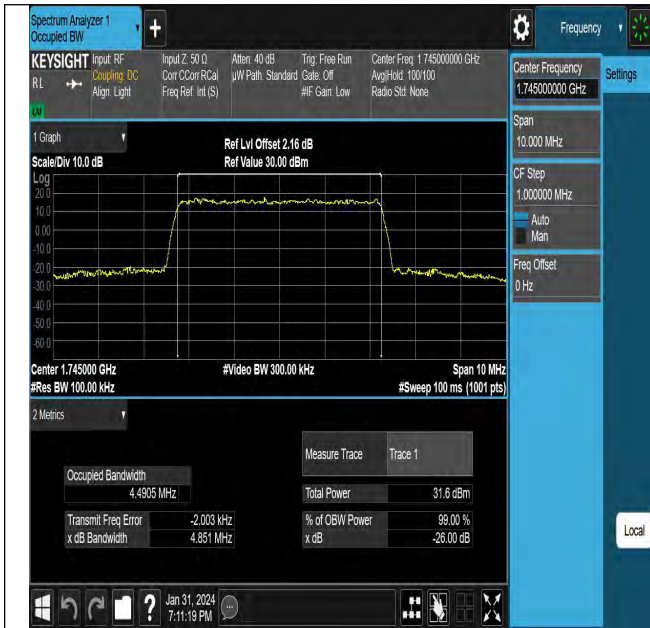 Spectrum Analyzer 1
Occupied BW
+
Frequency
KEYSIGHT Input: RF Input Z: 50 Ω Atten: 40 dB Trig: Free Run Center Freq: 1.745000000 GHz
RL Coupling: DC Corr CCorr RCal µW Path: Standard Gate: Off Avg|Hold: 100/100
Align: Light Freq Ref: Int (S) #IF Gain: Low Radio Std: None
Center Frequency
1.745000000 GHz
Settings
Span
10.000 MHz
CF Step
1.000000 MHz
Auto
Man
Freq Offset
0 Hz
Local
1 Graph
Ref Lvl Offset 2.16 dB
Scale/Div 10.0 dB Ref Value 30.00 dBm
Log
20.0
10.0
0.00
-10.0
-20.0
-30.0
-40.0
-50.0
-60.0
Center 1.745000 GHz #Video BW 300.00 kHz Span 10 MHz
#Res BW 100.00 kHz #Sweep 100 ms (1001 pts)
2 Metrics
Measure Trace Trace 1
Occupied Bandwidth
4.4905 MHz
Total Power 31.6 dBm
Transmit Freq Error -2.003 kHz % of OBW Power 99.00 %
x dB Bandwidth 4.851 MHz x dB -26.00 dB
?
Jan 31, 2024
7:11:19 PM